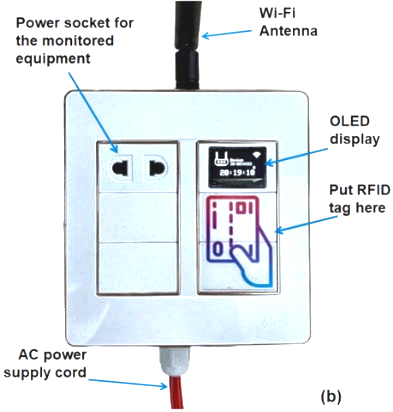 Power socket for
the monitored
equipment
Wi-Fi
Antenna
OLED
display
20:19:16
Put RFID
tag here
AC power
supply cord
(b)